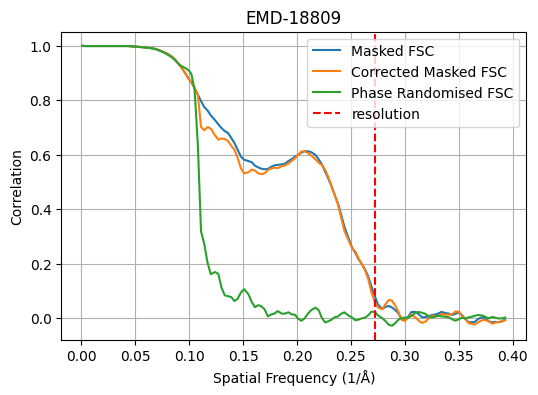 EMD-18809
Masked FSC
Corrected Masked FSC
Phase Randomised FSC
resolution
Correlation
1.0
0.8
0.6
0.4
0.2
0.0
0.00 0.05 0.10 0.15 0.20 0.25 0.30 0.35 0.40
Spatial Frequency (1/Å)